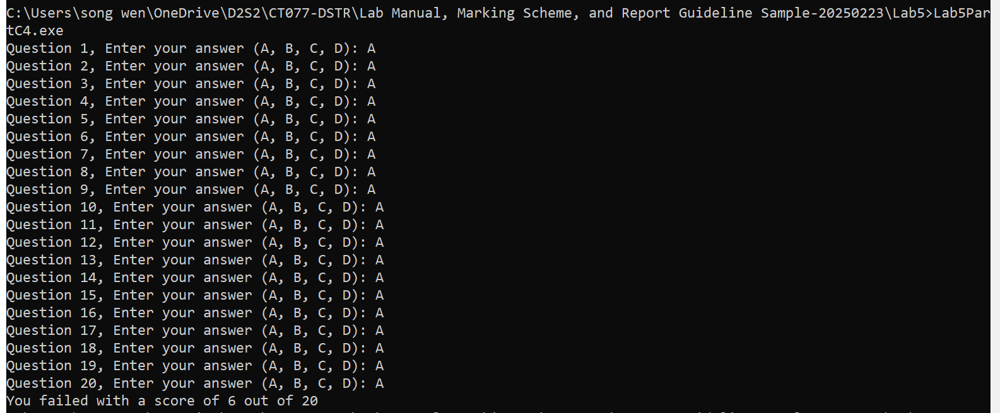 C:\Users\song wen\OneDrive\D2S2\CT077-DSTR\Lab Manual, Marking Scheme, and Report Guideline Sample-20250223\Lab5>Lab5Par
tC4.exe
Question 1, Enter your answer (A, B, C, D): A
Question 2, Enter your answer (A, B, C, D): A
Question 3, Enter your answer (A, B, C, D): A
Question 4, Enter your answer (A, B, C, D): A
Question 5, Enter your answer (A, B, C, D): A
Question 6, Enter your answer (A, B, C, D): A
Question 7, Enter your answer (A, B, C, D): A
Question 8, Enter your answer (A, B, C, D): A
Question 9, Enter your answer (A, B, C, D): A
Question 10, Enter your answer (A, B, C, D): A
Question 11, Enter your answer (A, B, C, D): A
Question 12, Enter your answer (A, B, C, D): A
Question 13, Enter your answer (A, B, C, D): A
Question 14, Enter your answer (A, B, C, D): A
Question 15, Enter your answer (A, B, C, D): A
Question 16, Enter your answer (A, B, C, D): A
Question 17, Enter your answer (A, B, C, D): A
Question 18, Enter your answer (A, B, C, D): A
Question 19, Enter your answer (A, B, C, D): A
Question 20, Enter your answer (A, B, C, D): A
You failed with a score of 6 out of 20